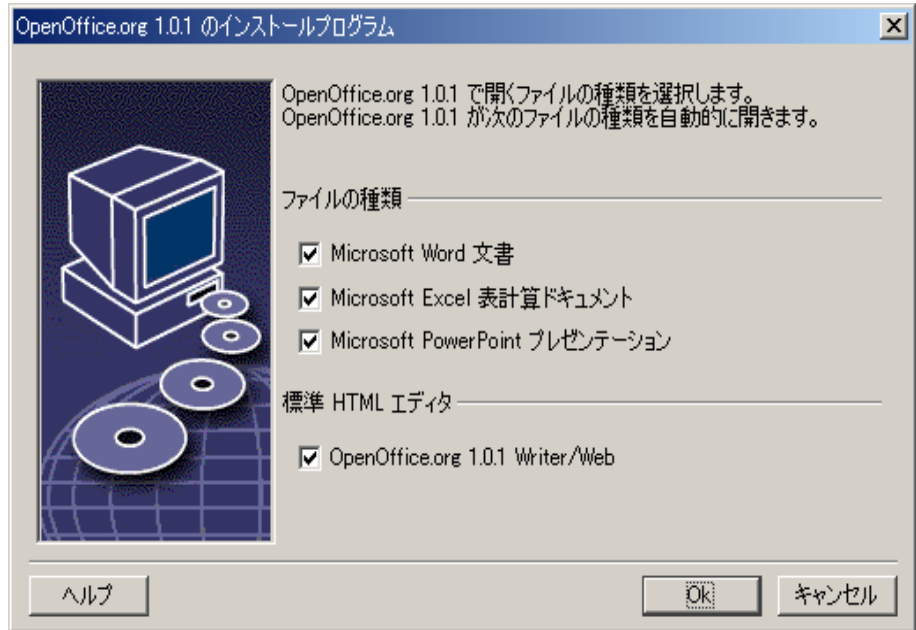 OpenOffice.org 1.0.1 のインストールプログラム
OpenOffice.org 1.0.1 で開くファイルの種類を選択します。
OpenOffice.org 1.0.1 が次のファイルの種類を自動的に開きます。
ファイルの種類
Microsoft Word 文書
Microsoft Excel 表計算ドキュメント
Microsoft PowerPoint プレゼンテーション
標準 HTML エディタ
OpenOffice.org 1.0.1 Writer/Web
ヘルプ
Ok
キャンセル